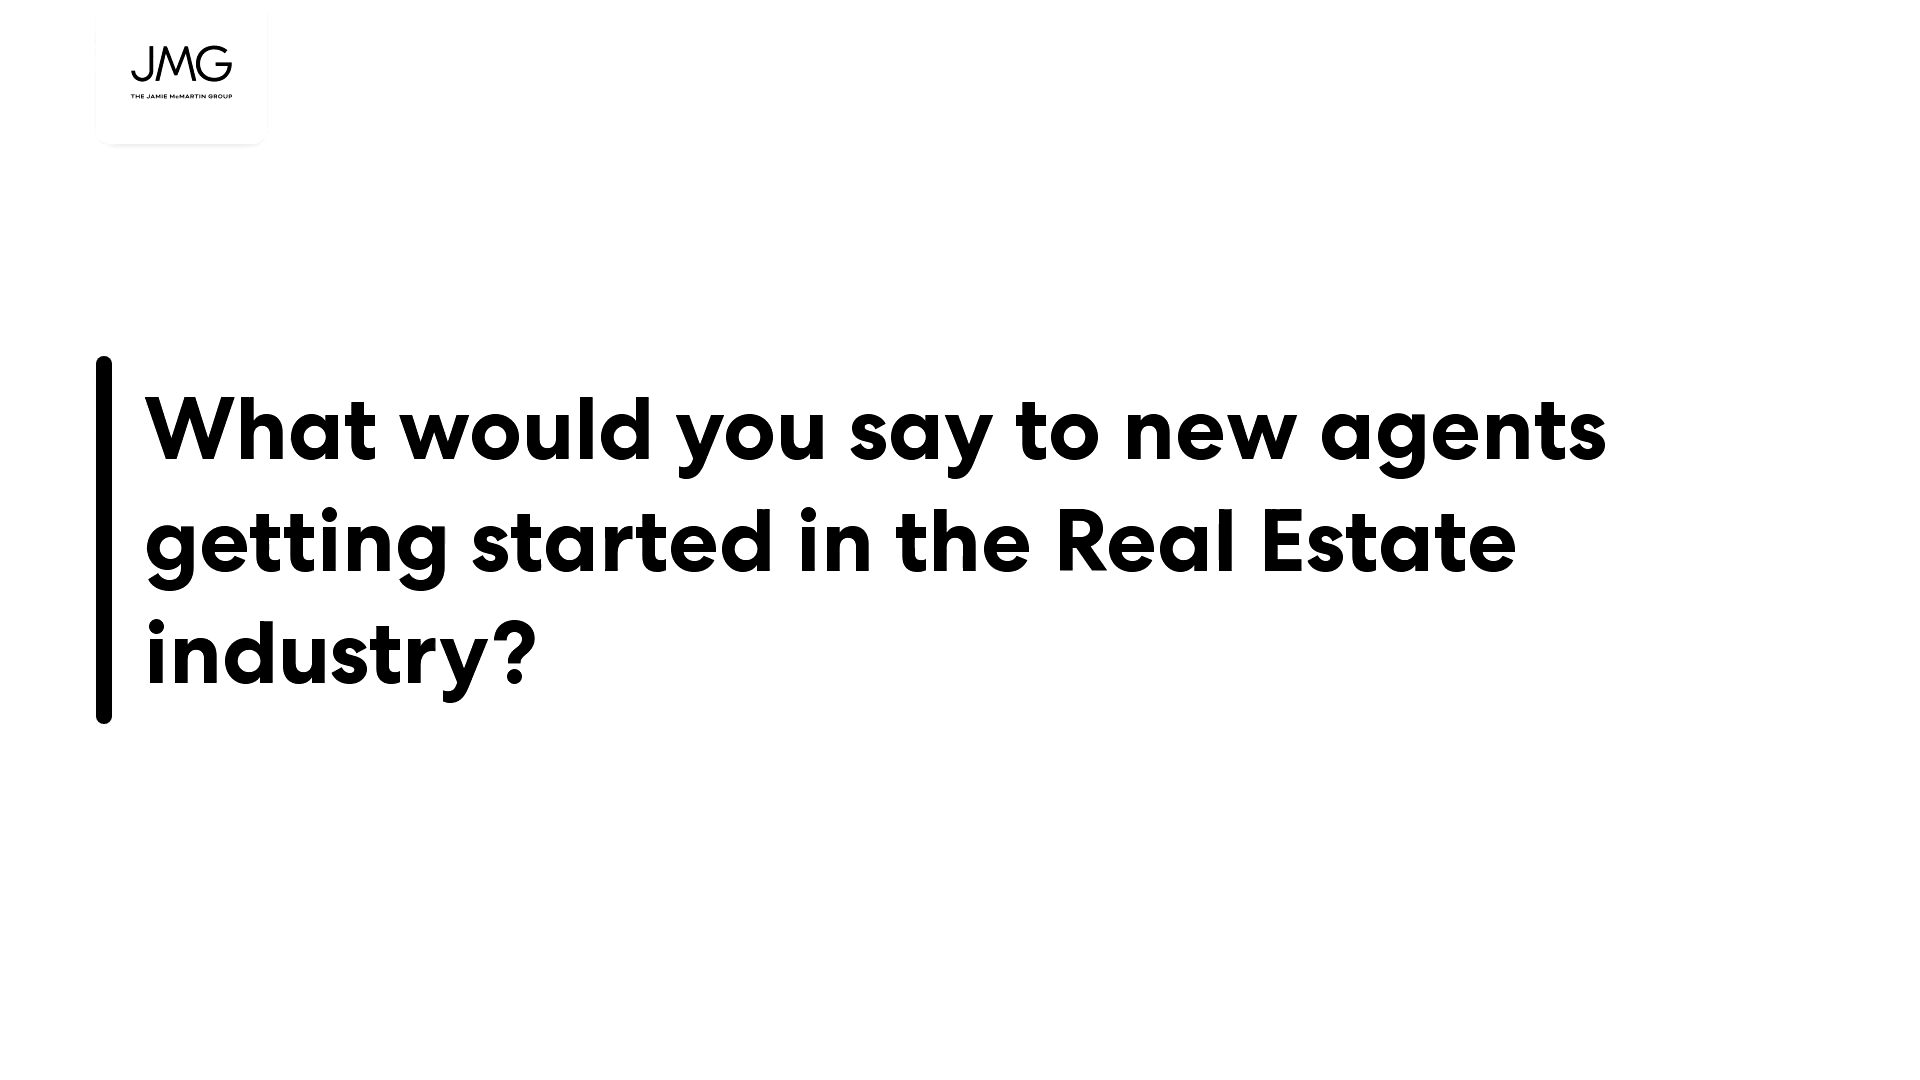 JMG
THE JAMIE McMARTIN GROUP
What would you say to new agents
getting started in the Real Estate
industry?